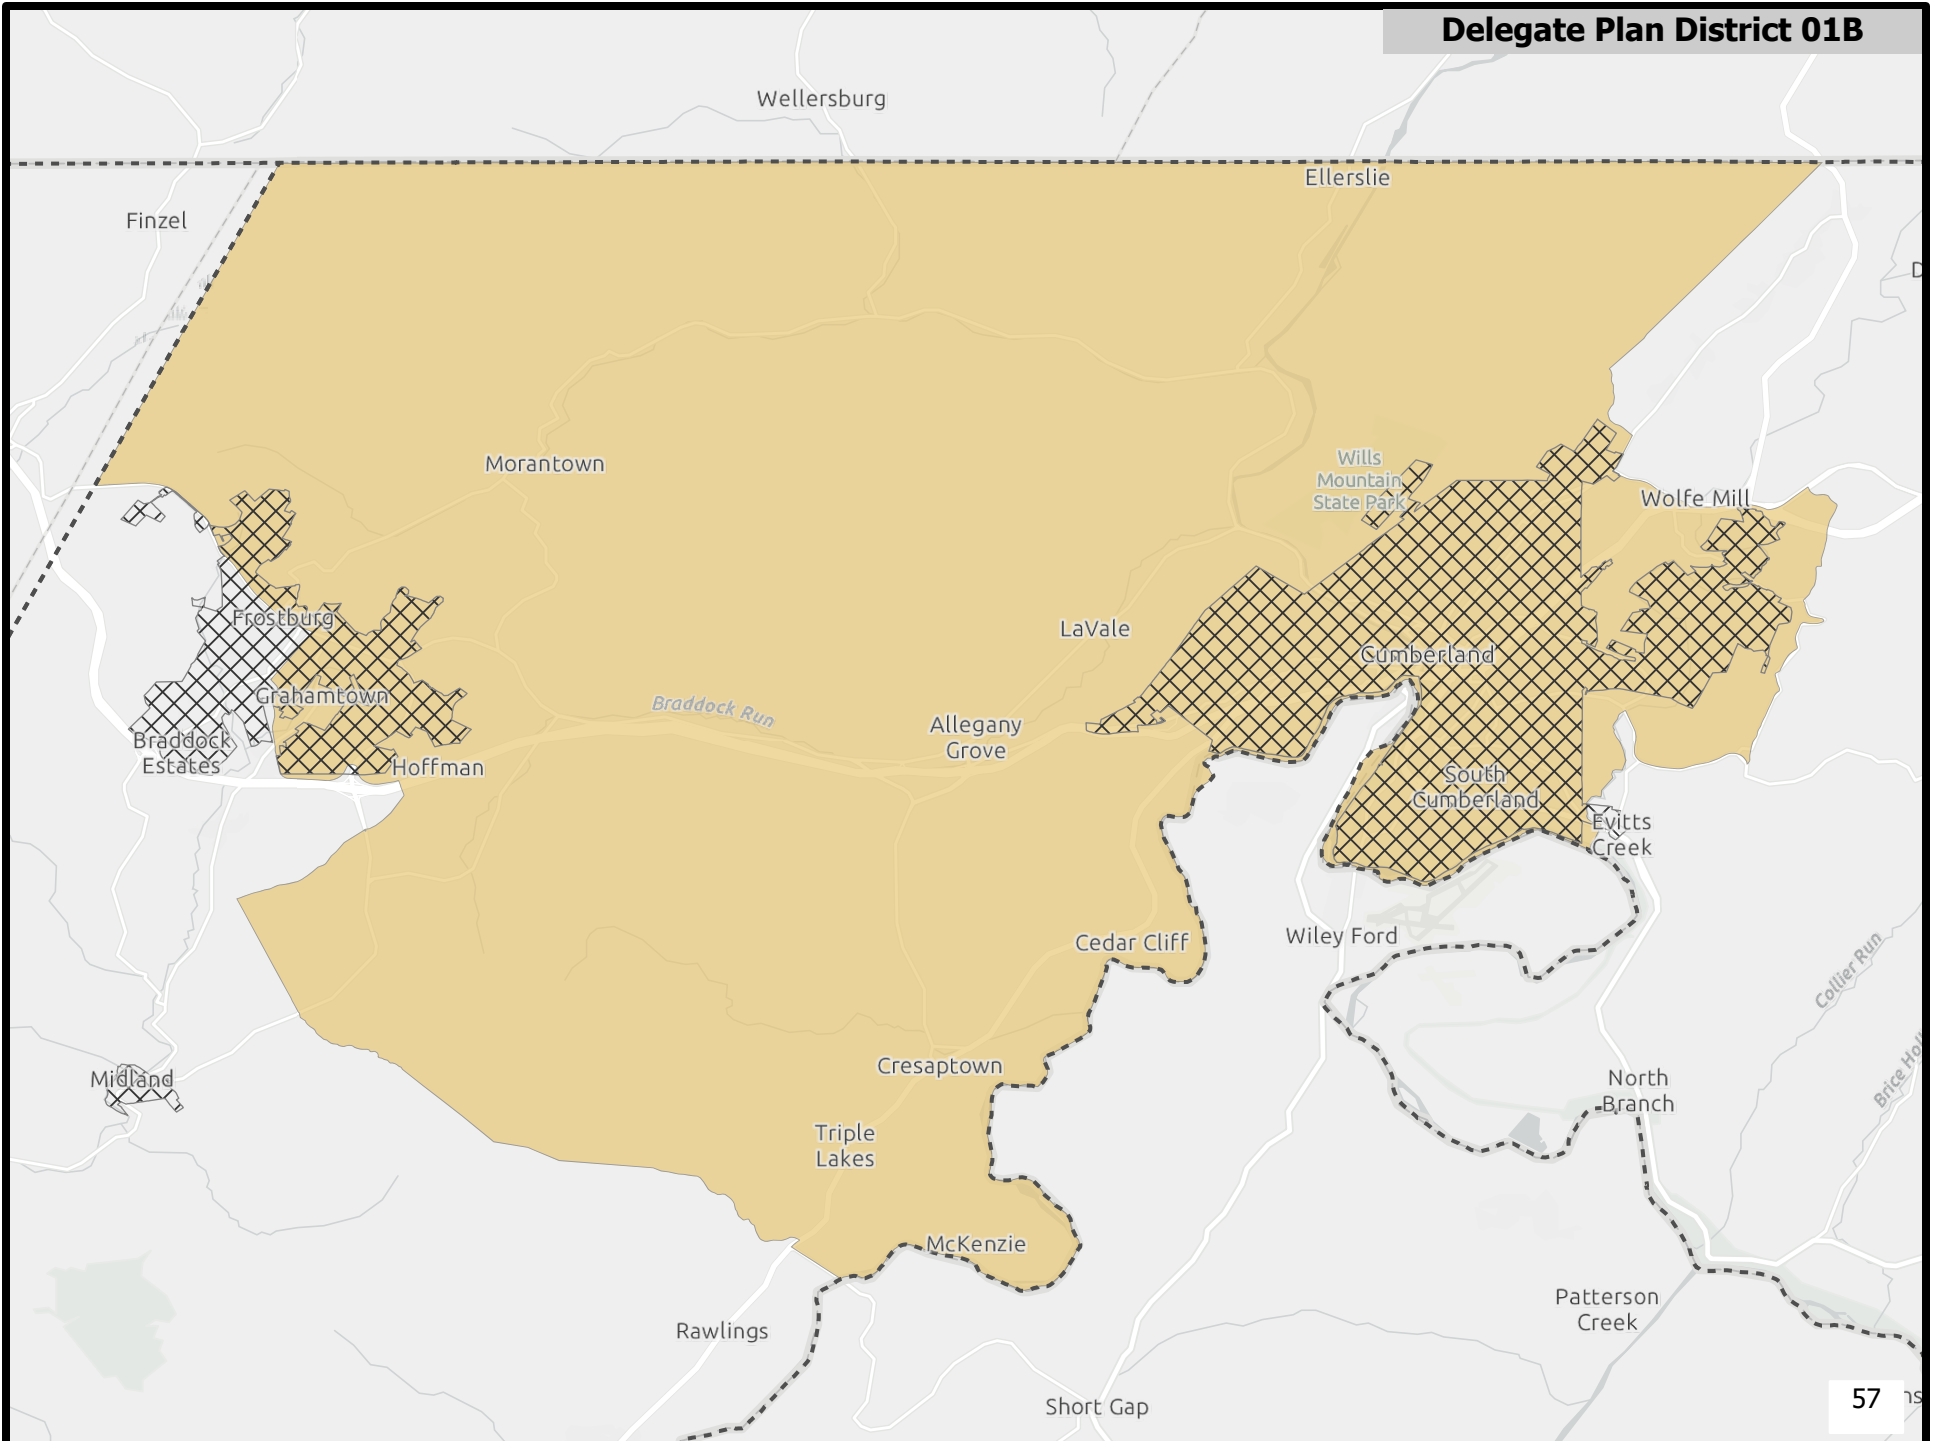 Delegate Plan District 01B
Wellersburg
Ellerslie
Finzel
Morantown
Wills
Mountain
State Park
Wolfe Mill
Frostburg
LaVale
Cumberland
Grahamtown
Braddock Run
Allegany
Grove
Braddock
Estates
Hoffman
South
Cumberland
Evitts
Creek
Cedar Cliff
Wiley Ford
Collier Run
Cresaptown
Midland
North
Branch
Triple
Lakes
McKenzie
Patterson
Creek
Rawlings
Short Gap
57